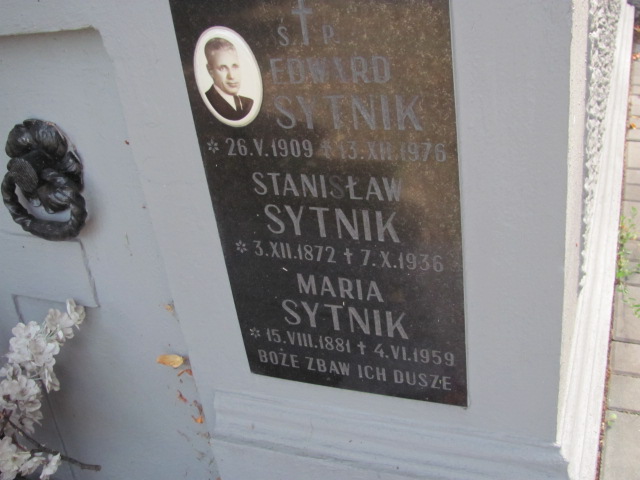 Ś † P
EDWARD
SYTNIK
* 26.V.1909 † 13.XII.1976
STANISŁAW
SYTNIK
* 3.XII.1872 † 7.X.1936
MARIA
SYTNIK
* 15.VIII.1881 † 4.VI.1959
BOŻE ZBAW ICH DUSZE